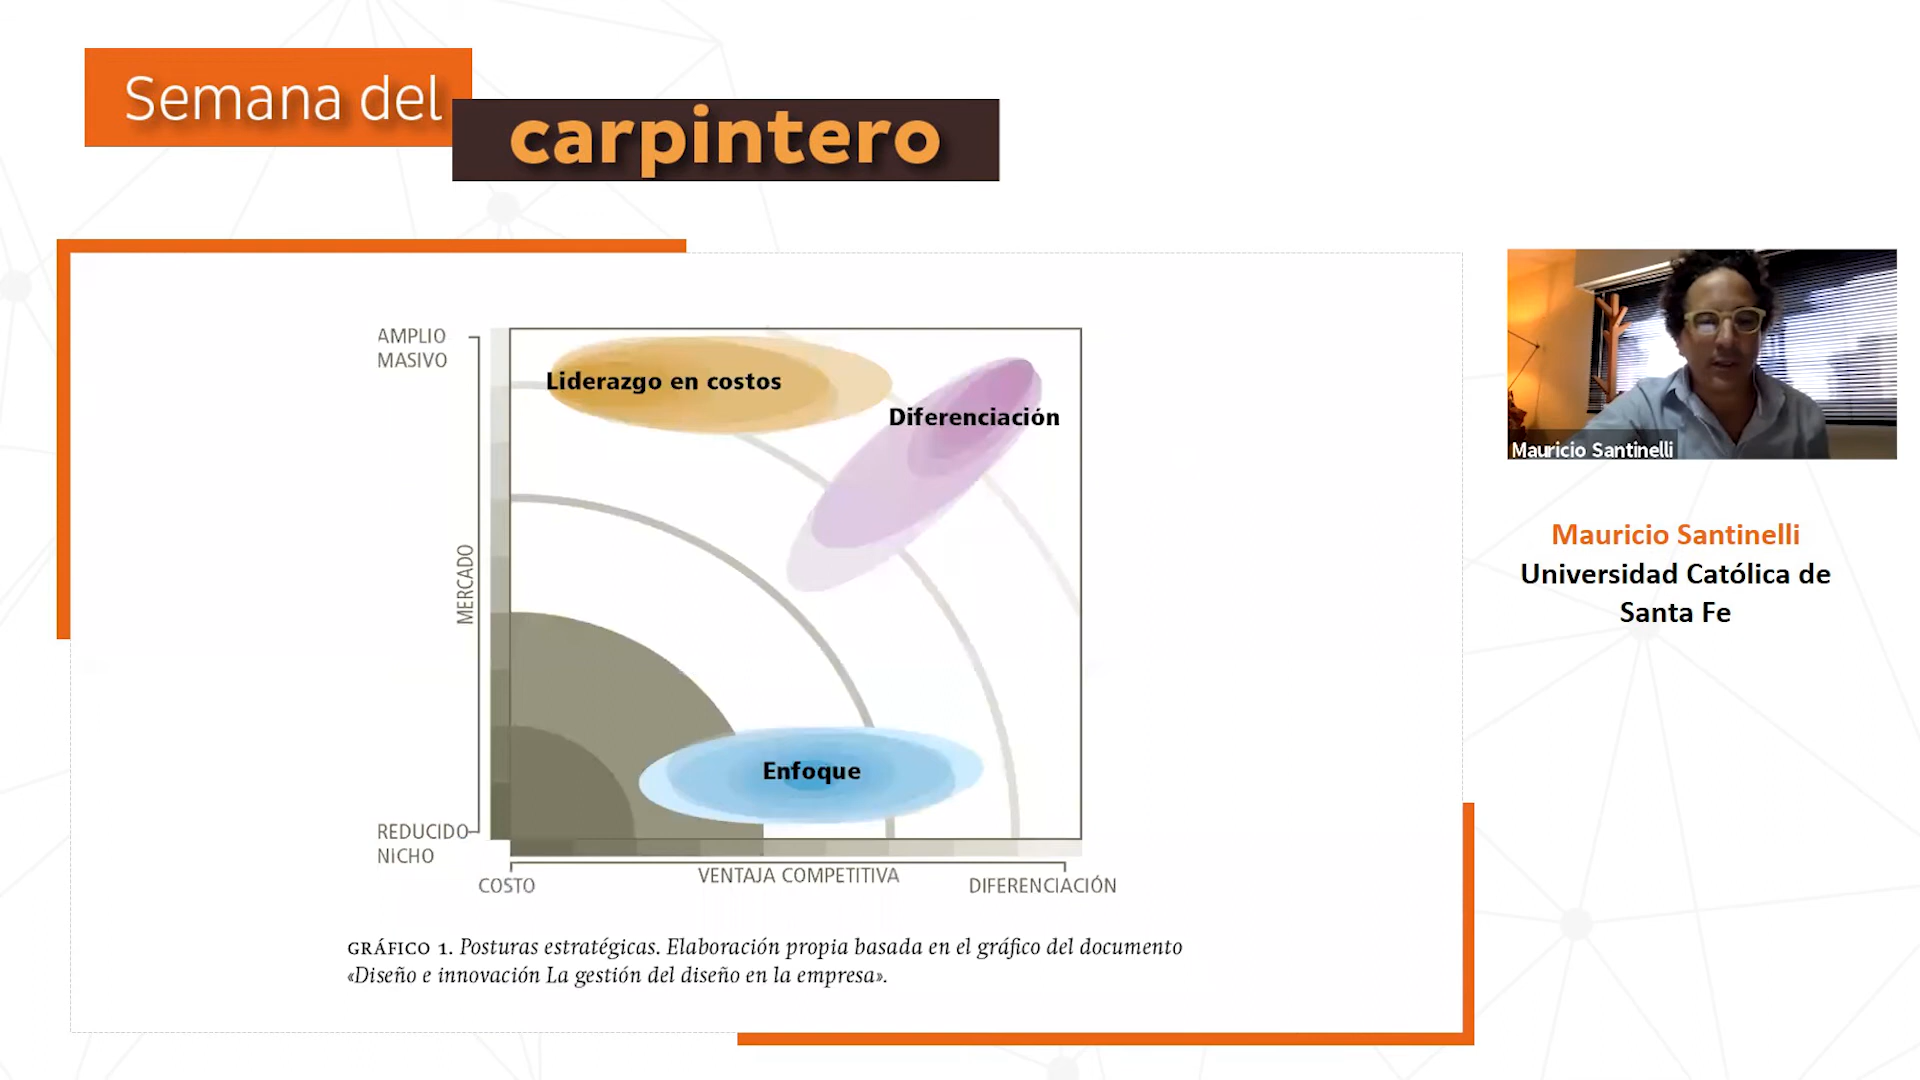 Semana del
carpintero
AMPLIO
MASIVO
Liderazgo en costos
Diferenciación
MERCADO
Enfoque
REDUCIDO
NICHO
COSTO
VENTAJA COMPETITIVA
DIFERENCIACIÓN
GRÁFICO 1. Posturas estratégicas. Elaboración propia basada en el gráfico del documento
«Diseño e innovación La gestión del diseño en la empresa».
Mauricio Santinelli
Mauricio Santinelli
Universidad Católica de
Santa Fe